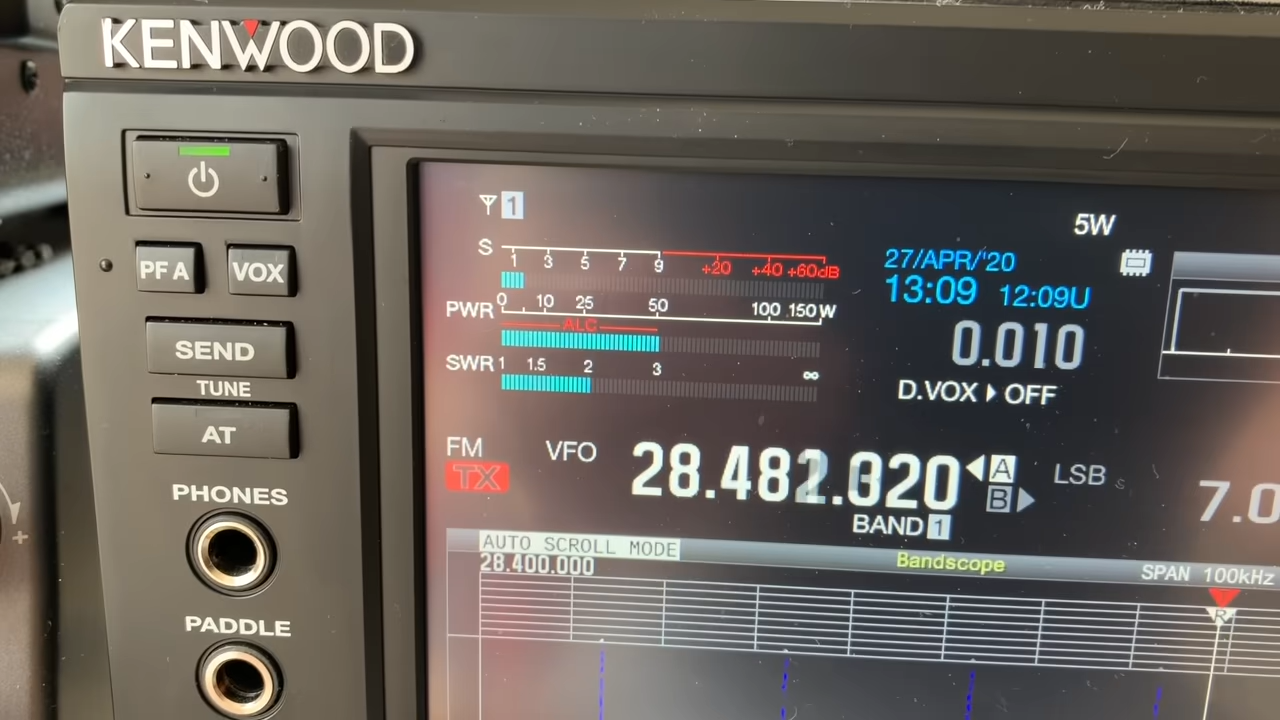 KENWOOD
PF A
VOX
SEND
TUNE
AT
PHONES
PADDLE
1
5W
S
1 3 5 7 9 +20 +40 +60dB
27/APR/'20
13:09 12:09U
PWR 0 10 25 50 100 150 W
ALC
0.010
SWR 1 1.5 2 3 ∞
D.VOX OFF
FM
VFO
TX
28.48 .020
A
B
LSB
7.0
BAND 1
AUTO SCROLL MODE
Bandscope
SPAN 100kHz
28.400.000
T
R